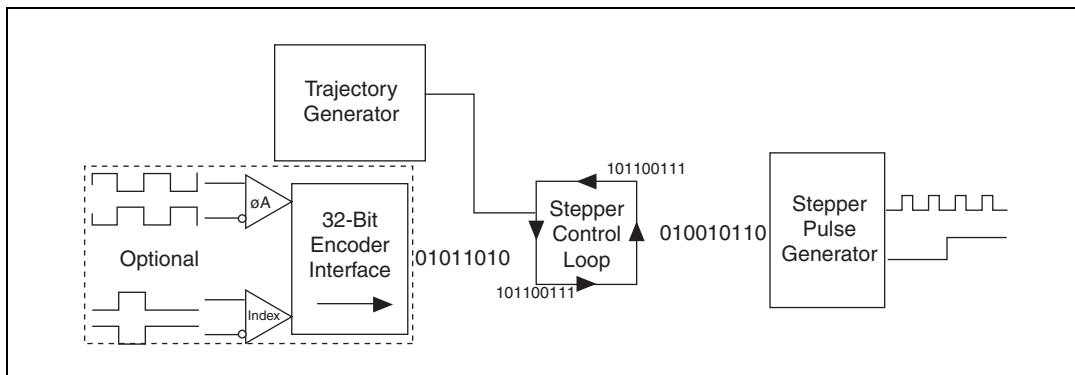 Trajectory
Generator
øA
32-Bit
Encoder
Interface
Optional
Index
01011010
101100111
Stepper
Control
Loop
101100111
010010110
Stepper
Pulse
Generator